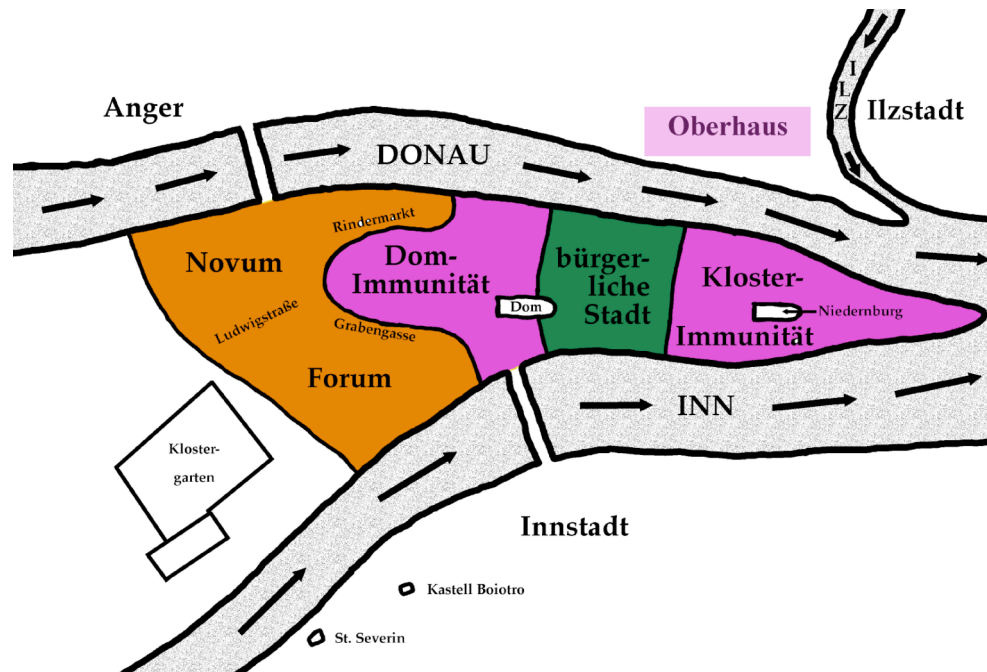 Anger
DONAU
Oberhaus
ILZ
Ilzstadt
Rindermarkt
Novum
Dom-
Immunität
bürger-
liche
Stadt
Kloster-
Immunität
Dom
Niedernburg
Ludwigstraße
Grabengasse
Forum
INN
Kloster-
garten
Innstadt
Kastell Boiotro
St. Severin